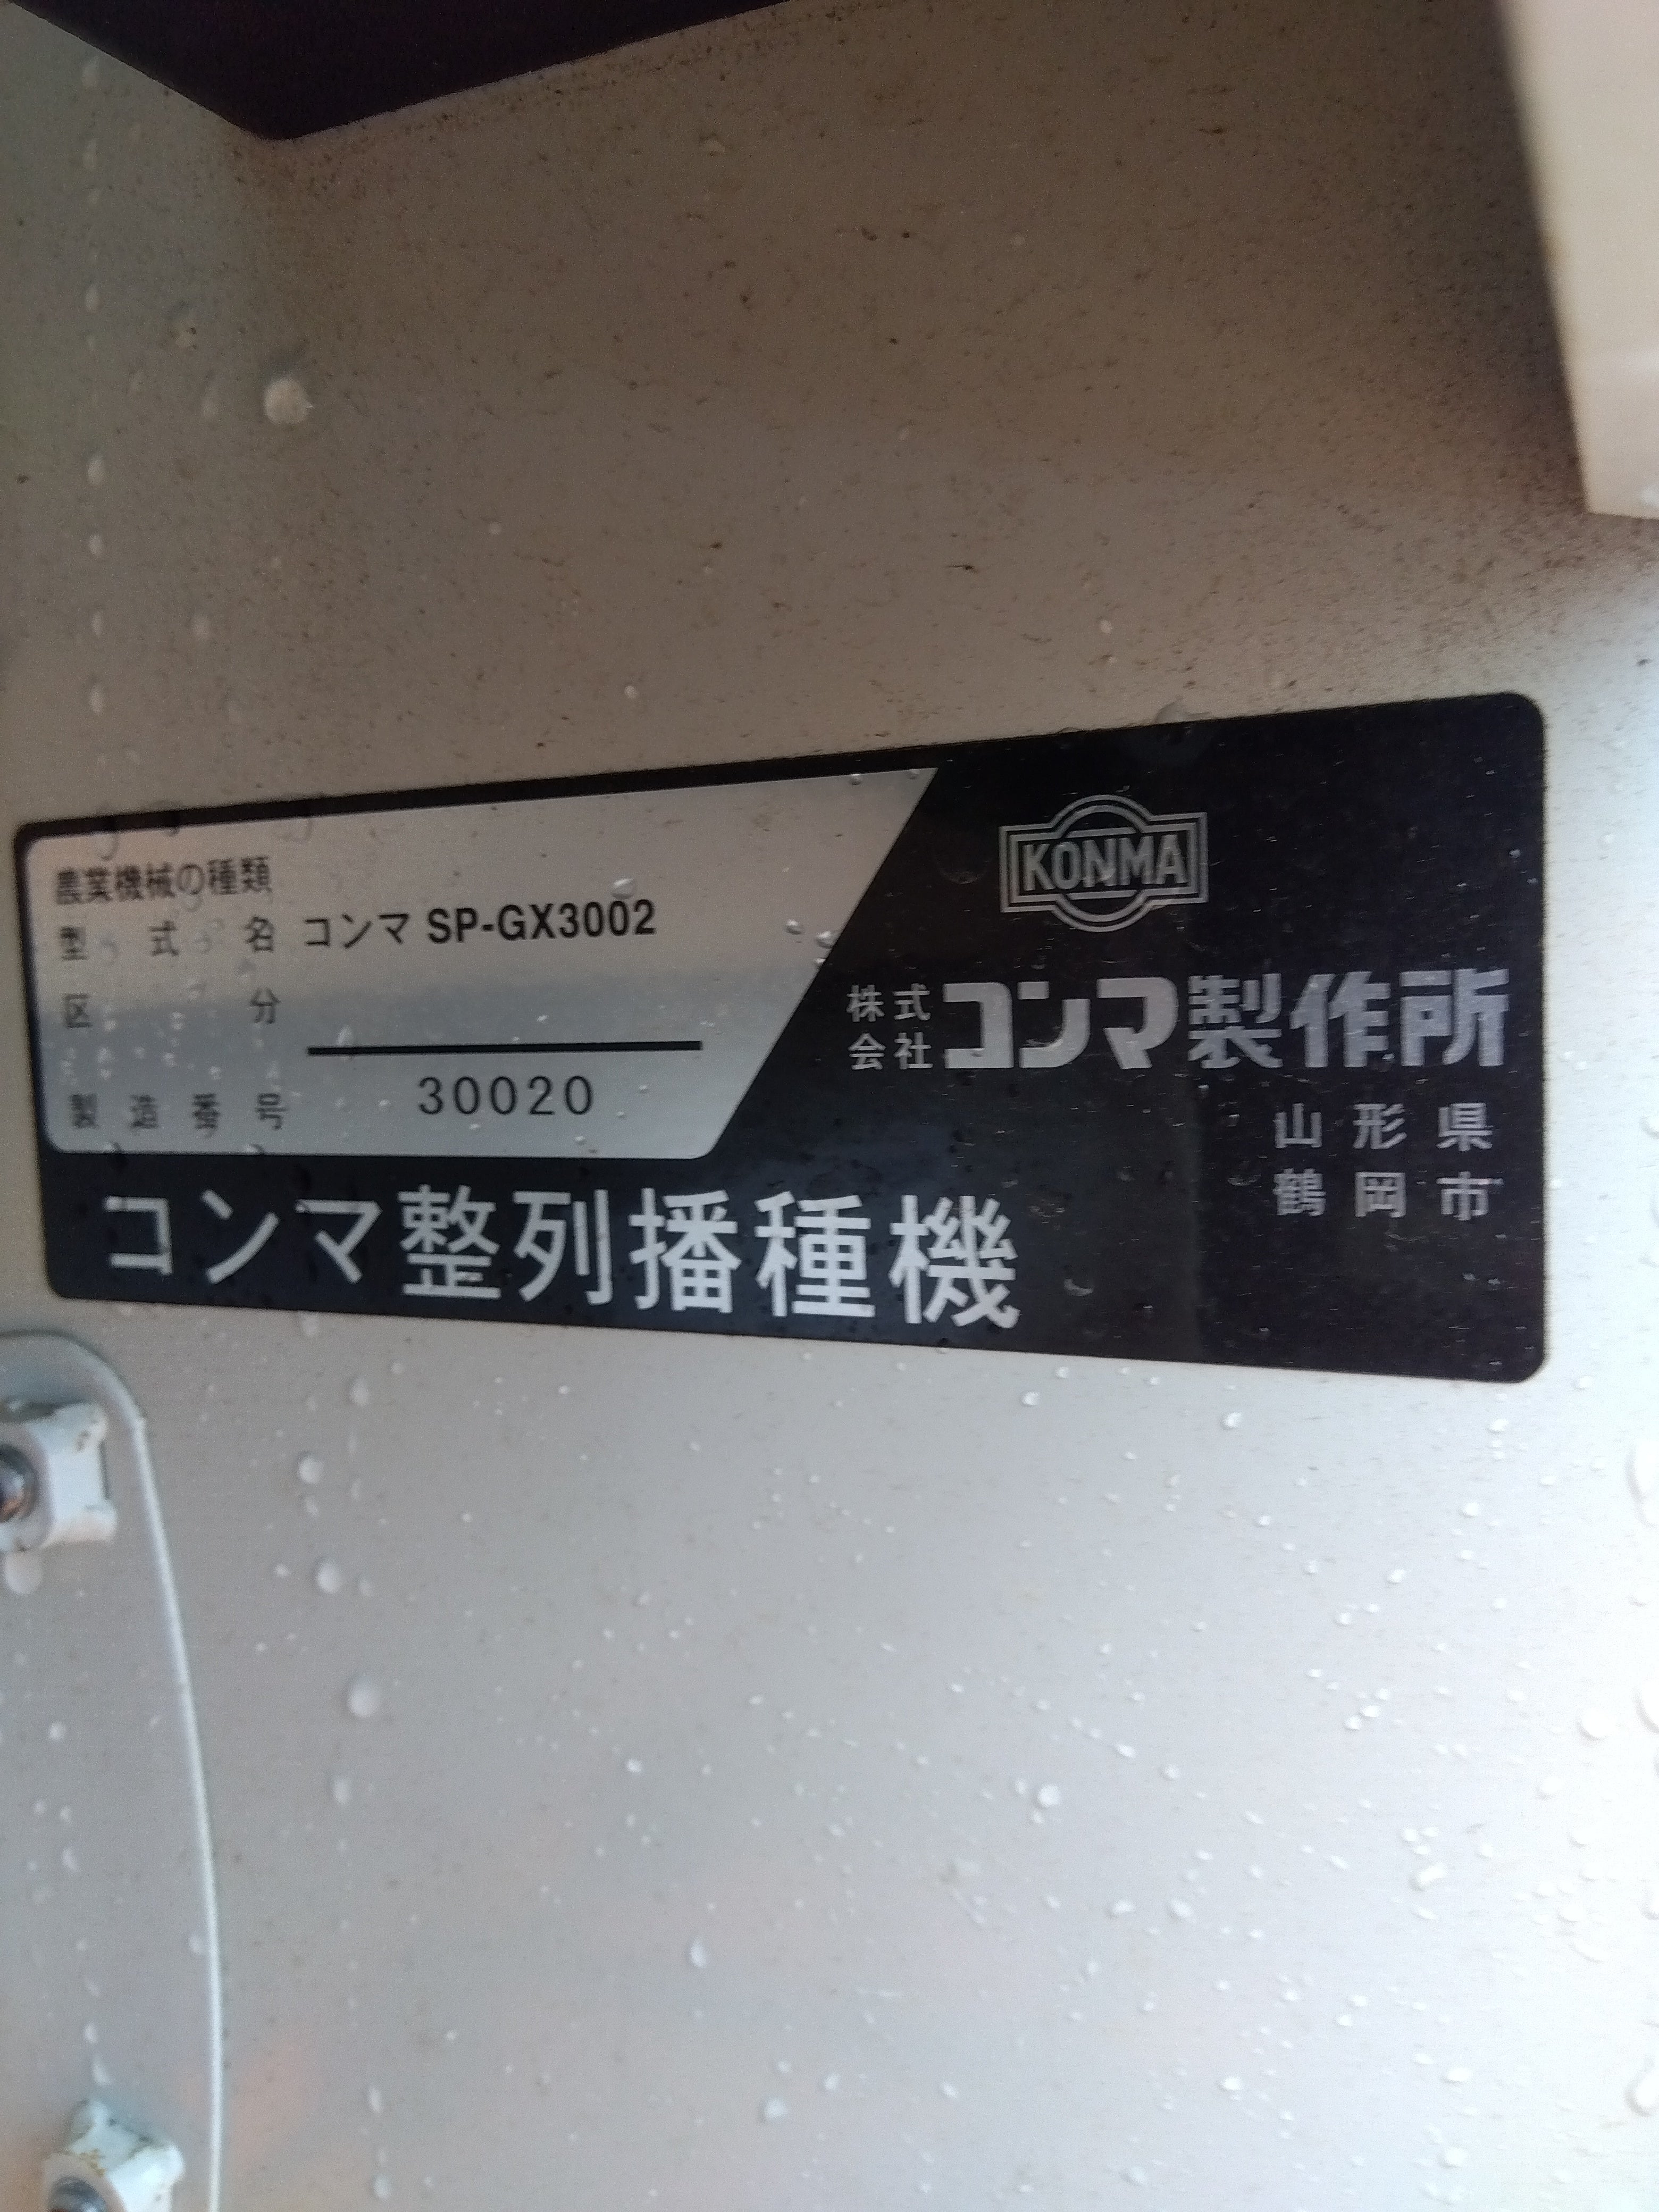 農業機械の種類
型式名 コンマ SP-GX3002
区分
製造番号 30020
コンマ整列播種機
KONMA
株式会社 コンマ製作所
山形県
鶴岡市